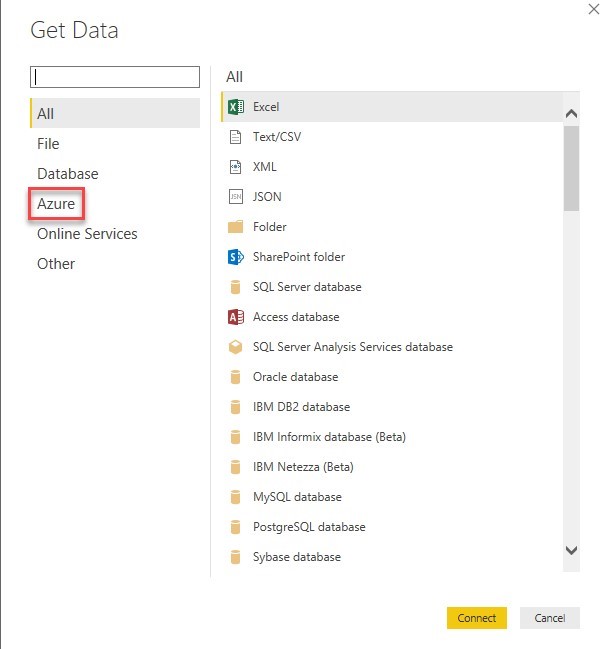 Get Data
All
File
Database
Azure
Online Services
Other
All
Excel
Text/CSV
XML
JSON
JSON
Folder
SharePoint folder
SQL Server database
Access database
SQL Server Analysis Services database
Oracle database
IBM DB2 database
IBM Informix database (Beta)
IBM Netezza (Beta)
MySQL database
PostgreSQL database
Sybase database
Connect
Cancel